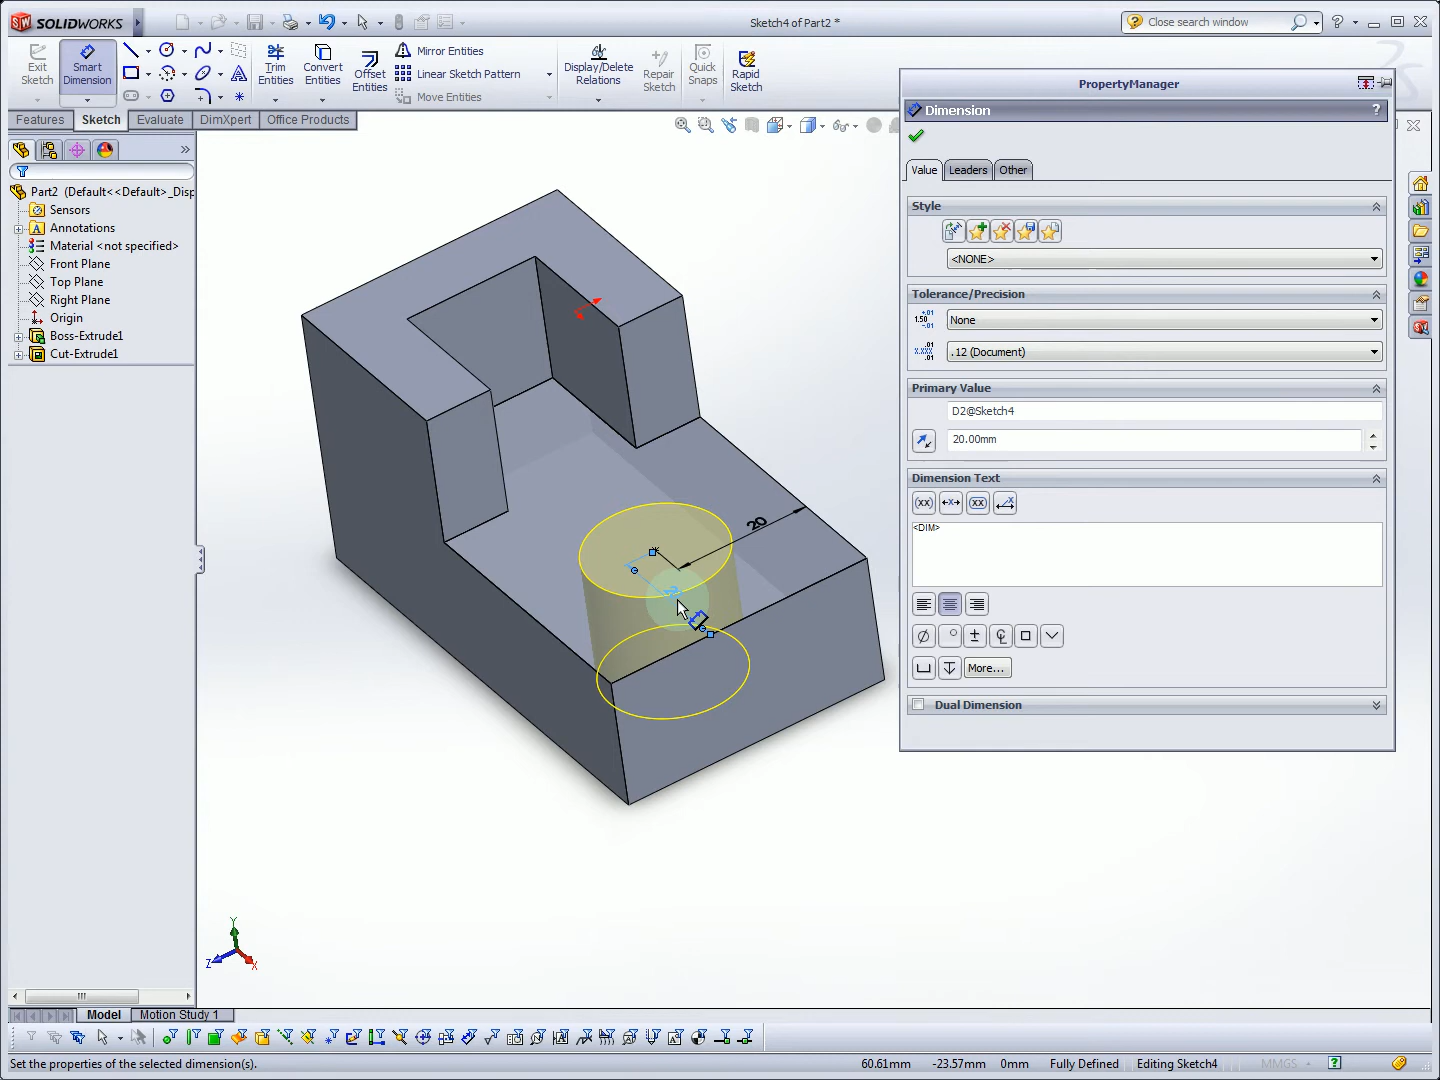 SOLIDWORKS
Sketch4 of Part2 *
Close search window
Exit Sketch
Smart Dimension
Trim Entities
Convert Entities
Offset Entities
Mirror Entities
Linear Sketch Pattern
Move Entities
Display/Delete Relations
Repair Sketch
Quick Snaps
Rapid Sketch
Features
Sketch
Evaluate
DimXpert
Office Products
Part2 (Default<<Default>_Disp
Sensors
Annotations
Material <not specified>
Front Plane
Top Plane
Right Plane
Origin
Boss-Extrude1
Cut-Extrude1
20
Y
Z
X
PropertyManager
Dimension
?
Value
Leaders
Other
Style
<NONE>
Tolerance/Precision
None
.12 (Document)
Primary Value
D2@Sketch4
20.00mm
Dimension Text
<DIM>
More...
Dual Dimension
Model
Motion Study 1
Set the properties of the selected dimension(s).
60.61mm
-23.57mm
0mm
Fully Defined
Editing Sketch4
MMGS